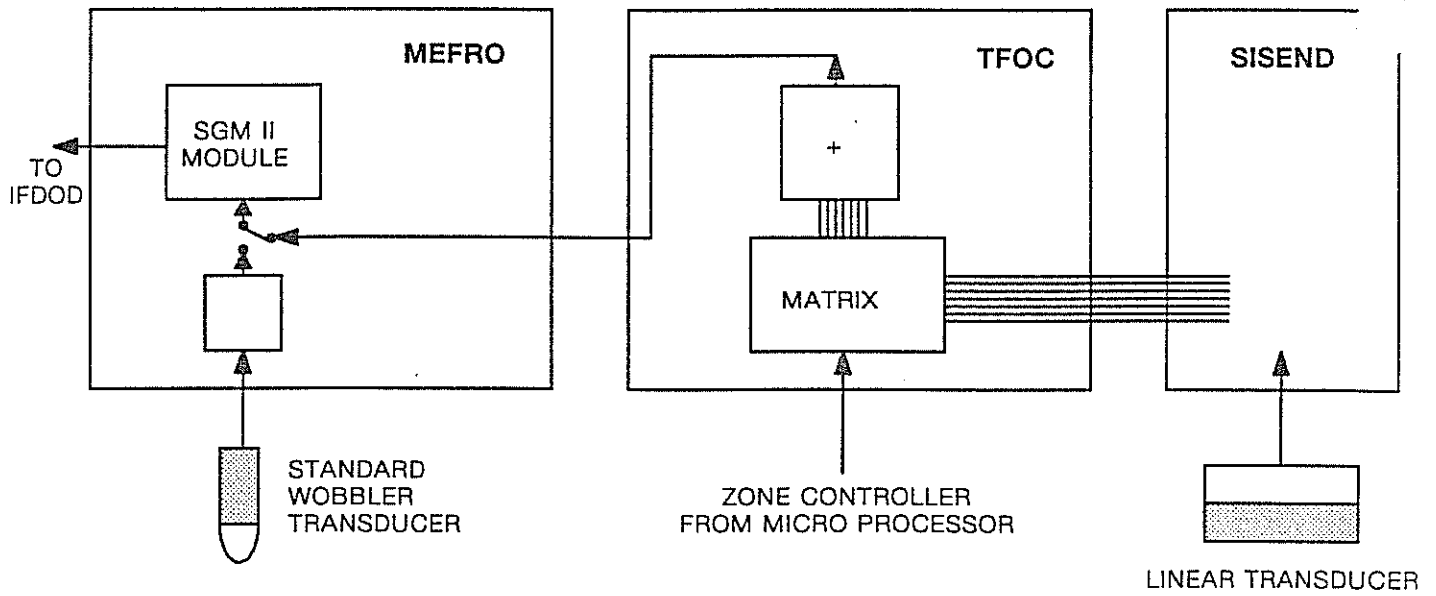 MEFRO
TFOC
SISEND
SGM II
MODULE
TO
IFDOD
+
MATRIX
STANDARD
WOBBLER
TRANSDUCER
ZONE CONTROLLER
FROM MICRO PROCESSOR
LINEAR TRANSDUCER